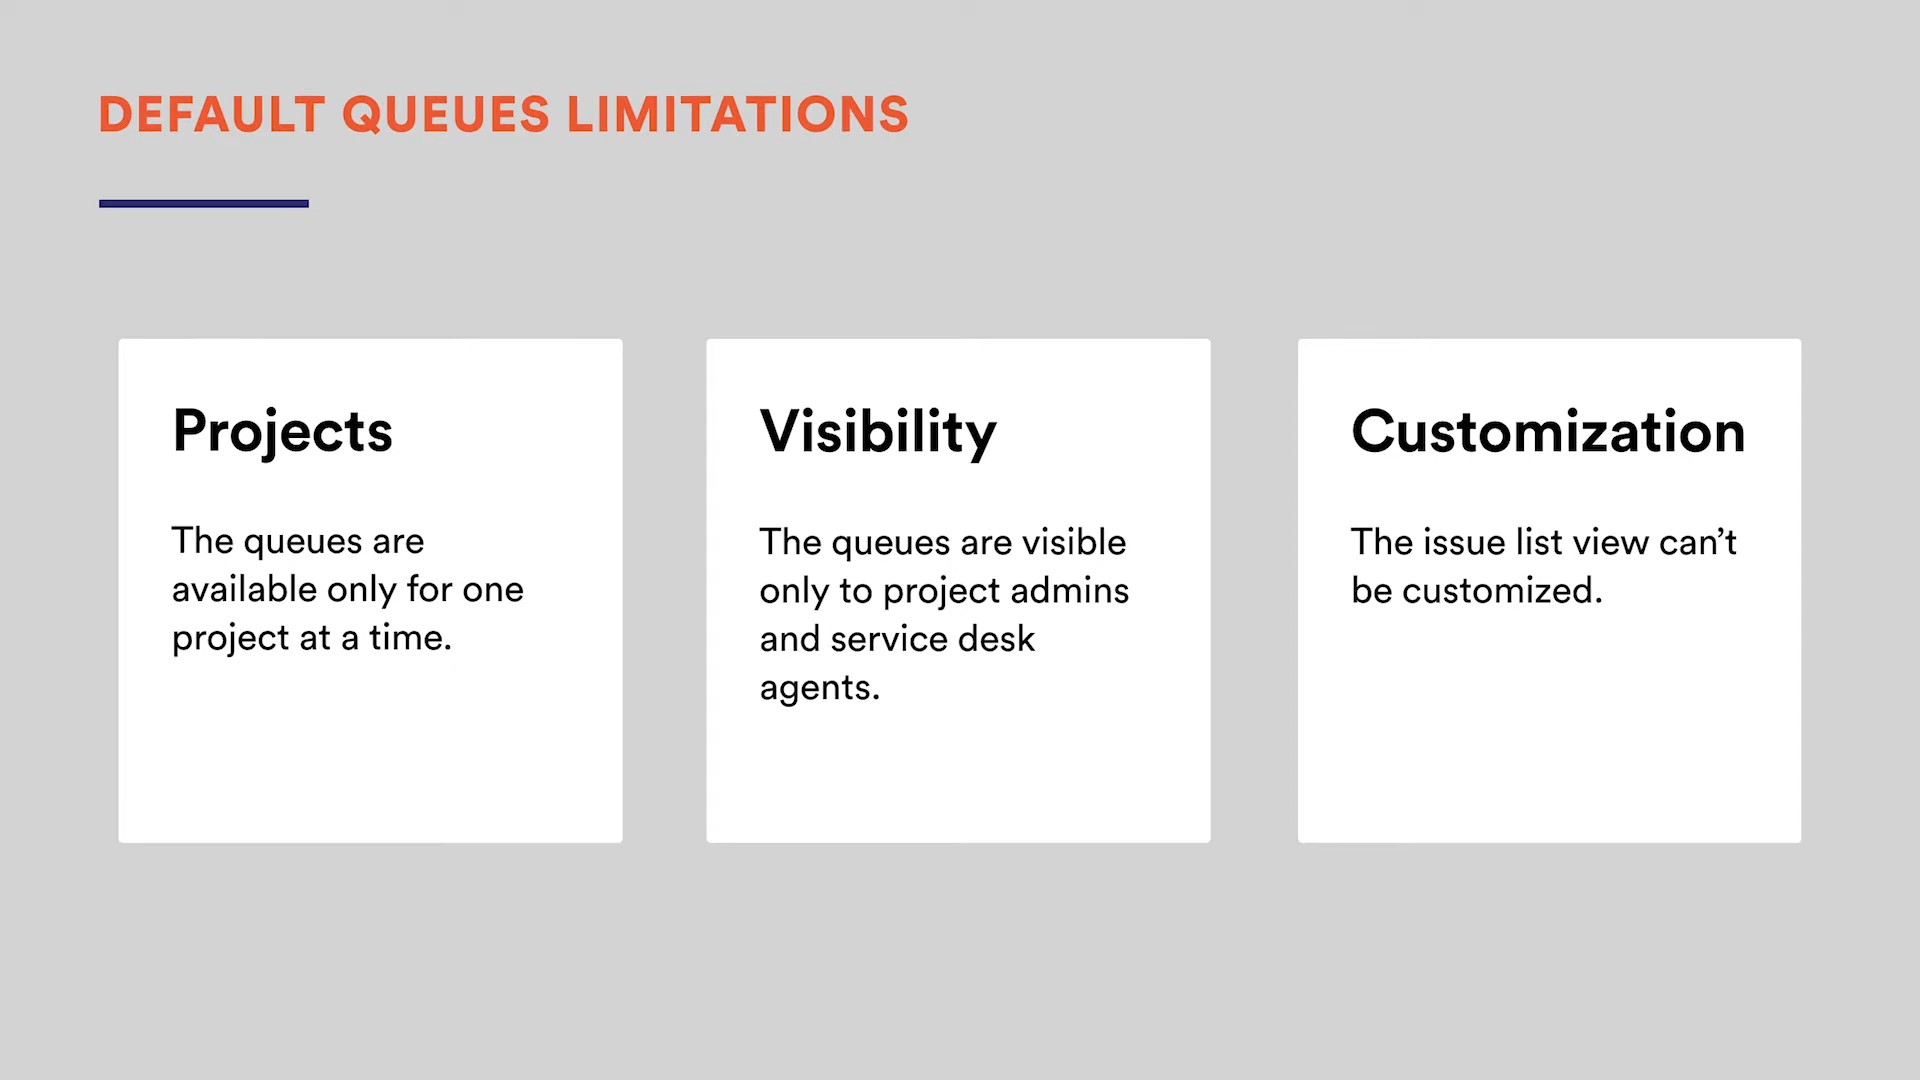 DEFAULT QUEUES LIMITATIONS
Projects
The queues are
available only for one
project at a time.
Visibility
The queues are visible
only to project admins
and service desk
agents.
Customization
The issue list view can’t
be customized.